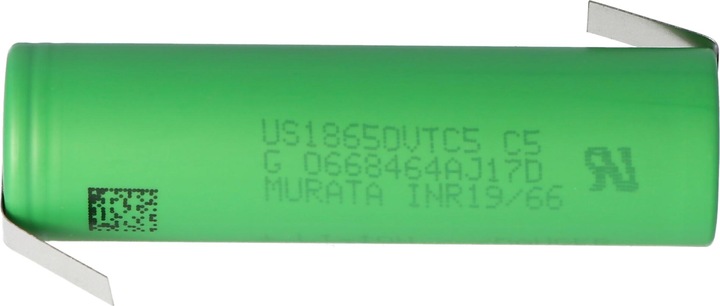 US18650VTC5 C5
G 0668464AJ17D
MURATA INR19/66